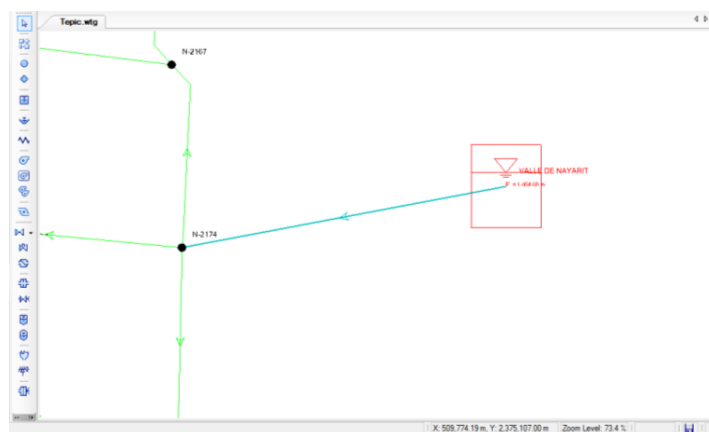 Tepic.wtg
N-2167
VALLE DE NAYARIT
N-2174
X: 509,774.19 m, Y: 2,375,107.00 m
Zoom Level: 73.4 %